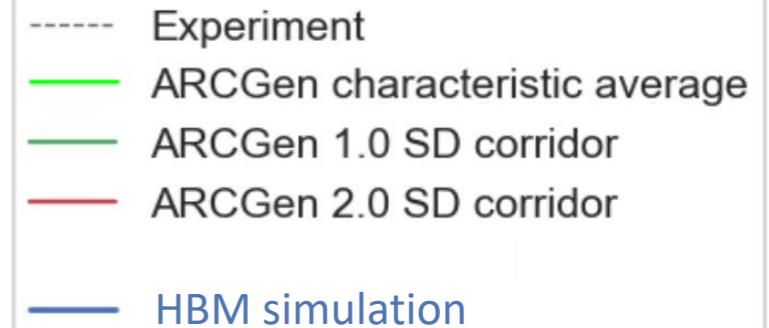 Experiment
ARCGen characteristic average
ARCGen 1.0 SD corridor
ARCGen 2.0 SD corridor
HBM simulation